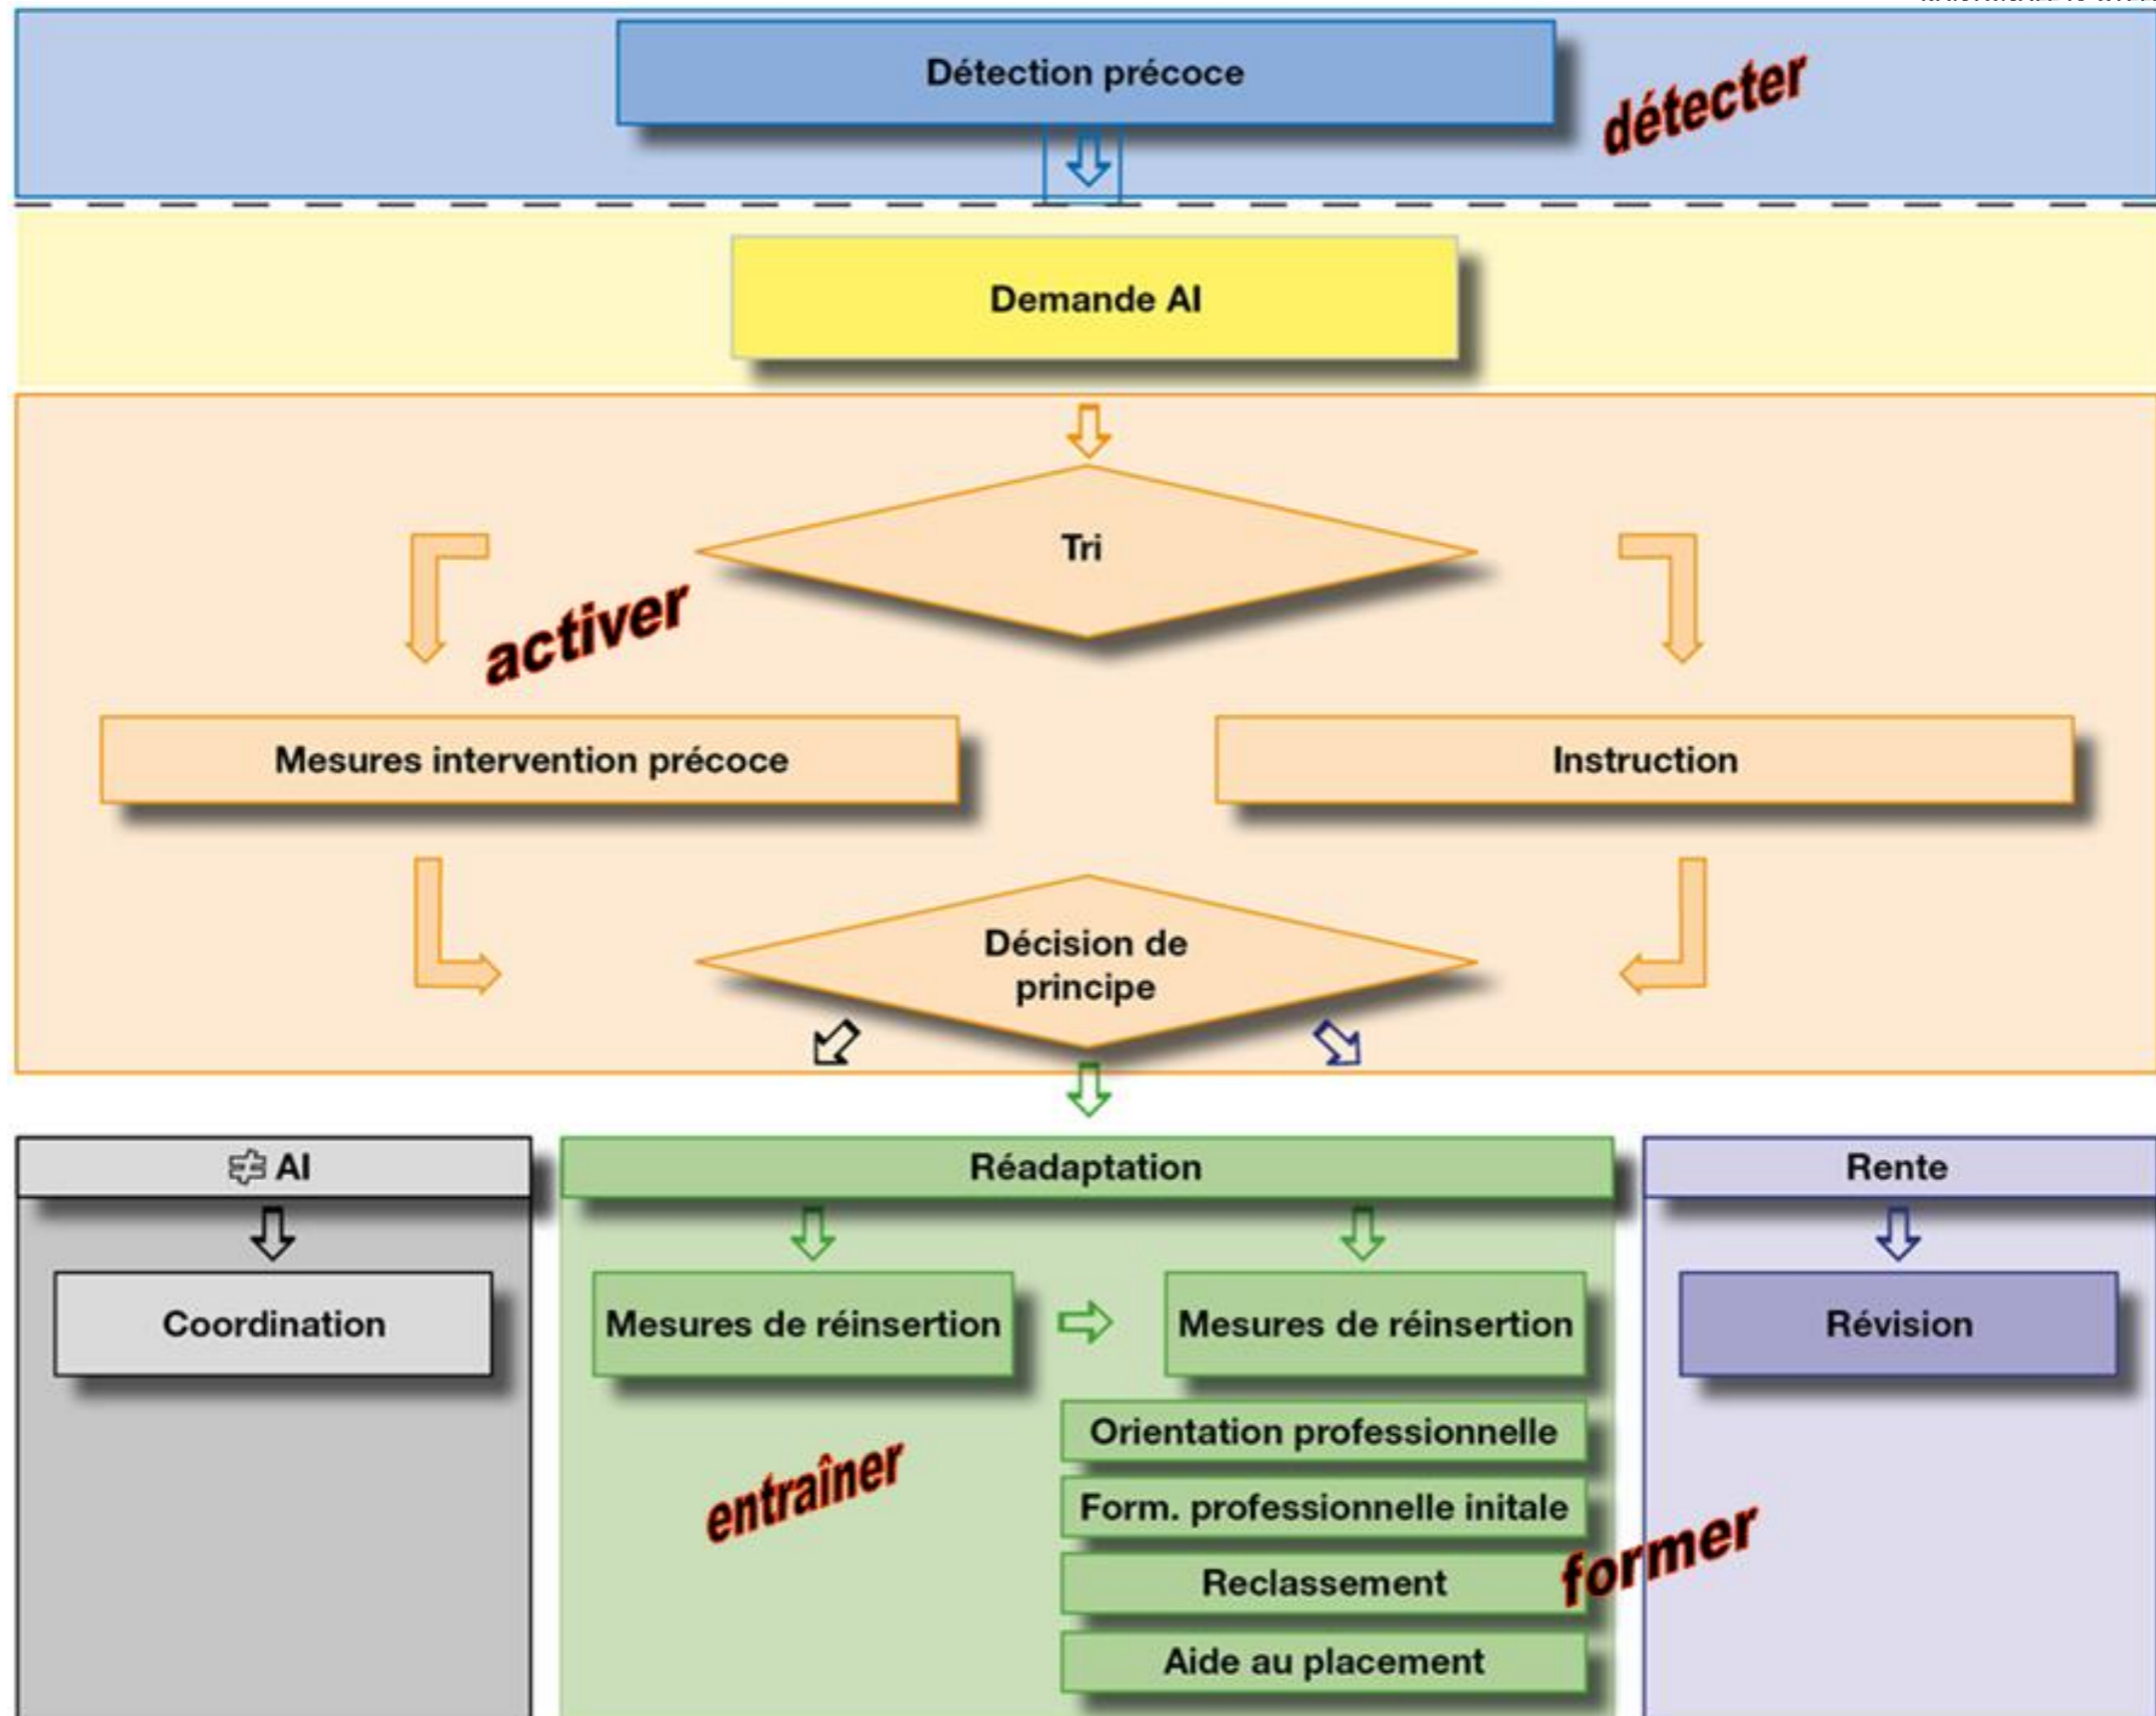 Détection précoce
détecter
Demande AI
Tri
activer
Mesures intervention précoce
Instruction
Décision de
principe
≠ AI
Réadaptation
Rente
Coordination
Mesures de réinsertion
Mesures de réinsertion
Révision
Orientation professionnelle
entraîner
Form. professionnelle initale
former
Reclassement
Aide au placement